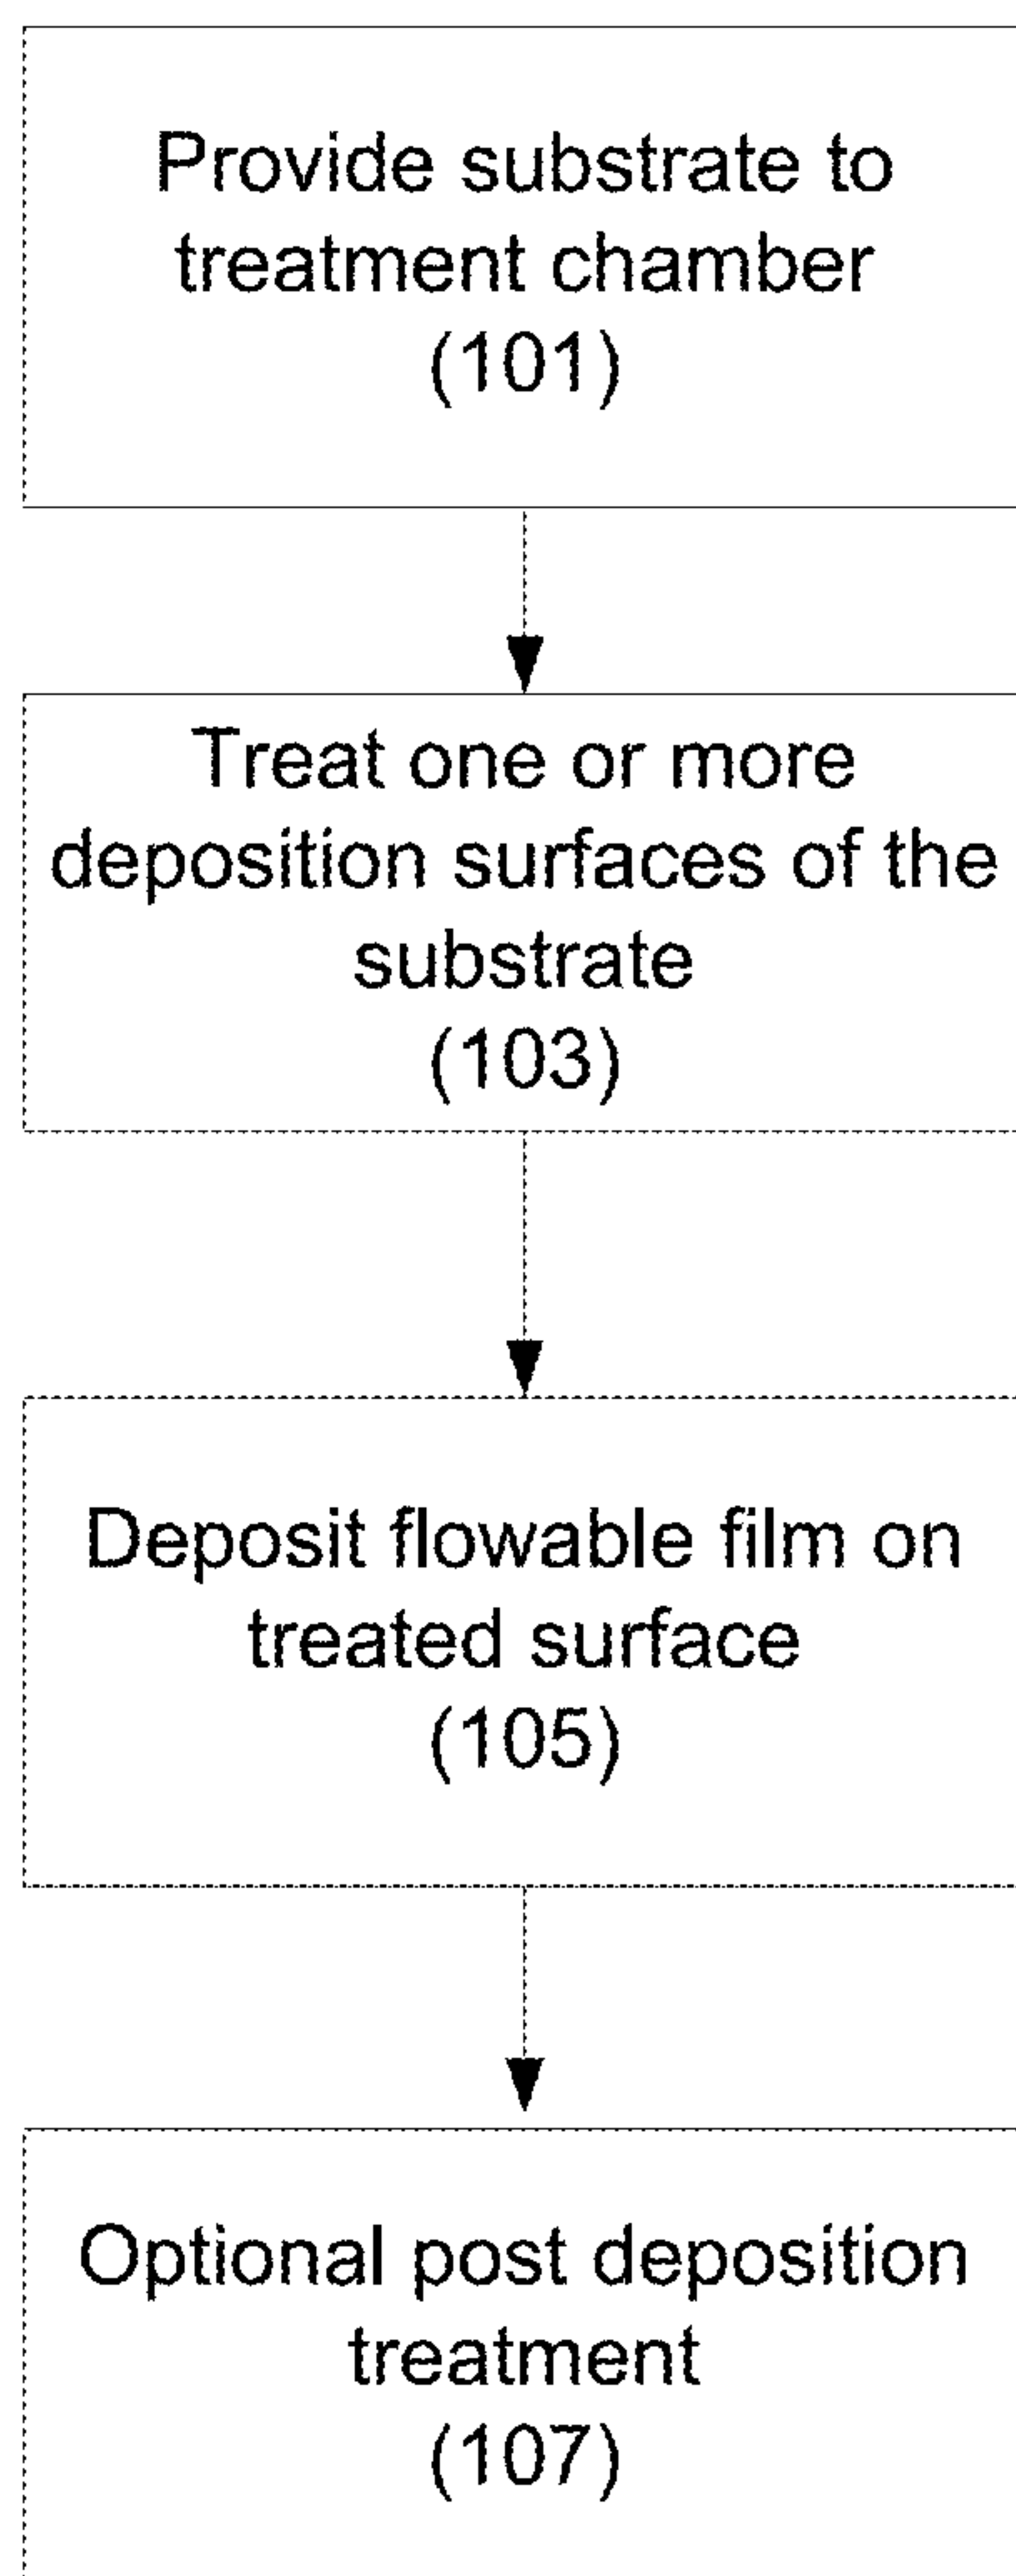 Provide substrate to
treatment chamber
(101)
Treat one or more
deposition surfaces of the
substrate
(103)
Deposit flowable film on
treated surface
(105)
Optional post deposition
treatment
(107)